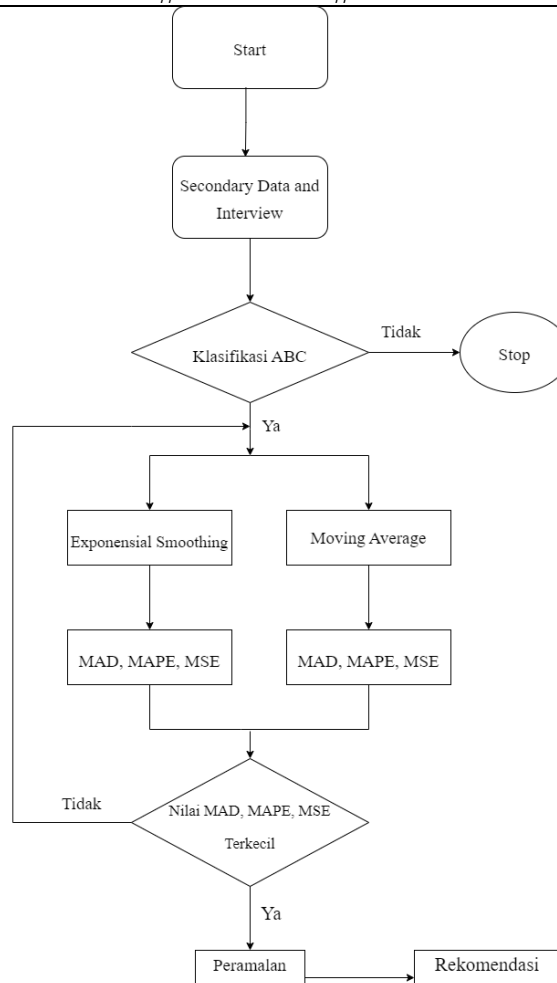 Start
Secondary Data and
Interview
Klasifikasi ABC
Tidak
Stop
Ya
Exponensial Smoothing
Moving Average
MAD, MAPE, MSE
MAD, MAPE, MSE
Tidak
Nilai MAD, MAPE, MSE
Terkecil
Ya
Peramalan
Rekomendasi